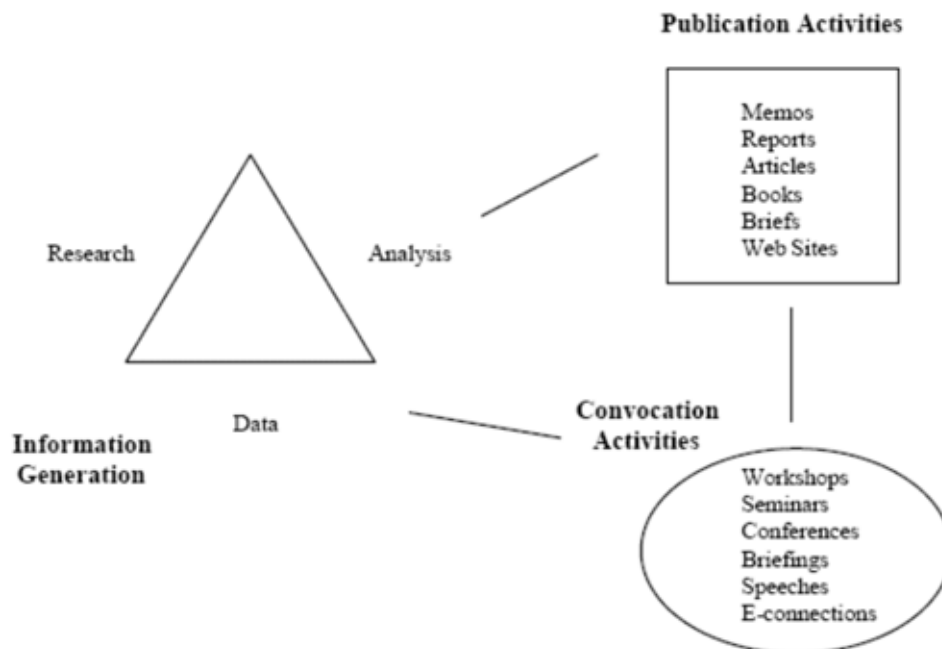 Publication Activities
Memos
Reports
Articles
Books
Briefs
Web Sites
Research
Analysis
Data
Information
Generation
Convocation
Activities
Workshops
Seminars
Conferences
Briefings
Speeches
E-connections